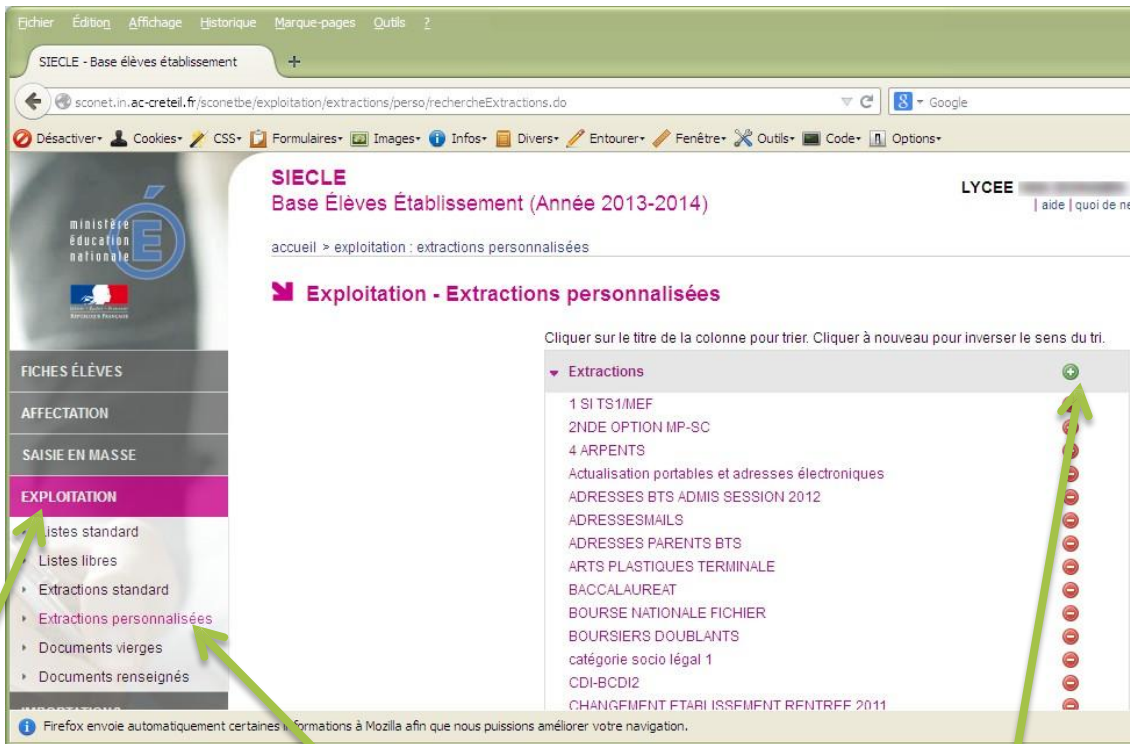 Fichier Édition Affichage Historique Marque-pages Outils ?
SIECLE - Base élèves établissement
sconet.in.ac-creteil.fr/sconetbe/exploitation/extractions/perso/rechercheExtractions.do
8 Google
Désactiver Cookies CSS Formulaires Images Infos Divers Entourer Fenêtre Outils Code Options
SIECLE
Base Élèves Établissement (Année 2013-2014)
LYCEE
| aide | quoi de ne
ministère
éducation
nationale
É
accueil > exploitation : extractions personnalisées
Exploitation - Extractions personnalisées
Cliquer sur le titre de la colonne pour trier. Cliquer à nouveau pour inverser le sens du tri.
FICHES ÉLÈVES
AFFECTATION
SAISIE EN MASSE
EXPLOITATION
Listes standard
Listes libres
Extractions standard
Extractions personnalisées
Documents vierges
Documents renseignés
IMPORTATIONS
Extractions
1 SI TS1/MEF
2NDE OPTION MP-SC
4 ARPENTS
Actualisation portables et adresses électroniques
ADRESSES BTS ADMIS SESSION 2012
ADRESSESMAILS
ADRESSES PARENTS BTS
ARTS PLASTIQUES TERMINALE
BACCALAUREAT
BOURSE NATIONALE FICHIER
BOURSIERS DOUBLANTS
catégorie socio légal 1
CDI-BCDI2
CHANGEMENT ETABLISSEMENT RENTREE 2011
Firefox envoie automatiquement certaines informations à Mozilla afin que nous puissions améliorer votre navigation.